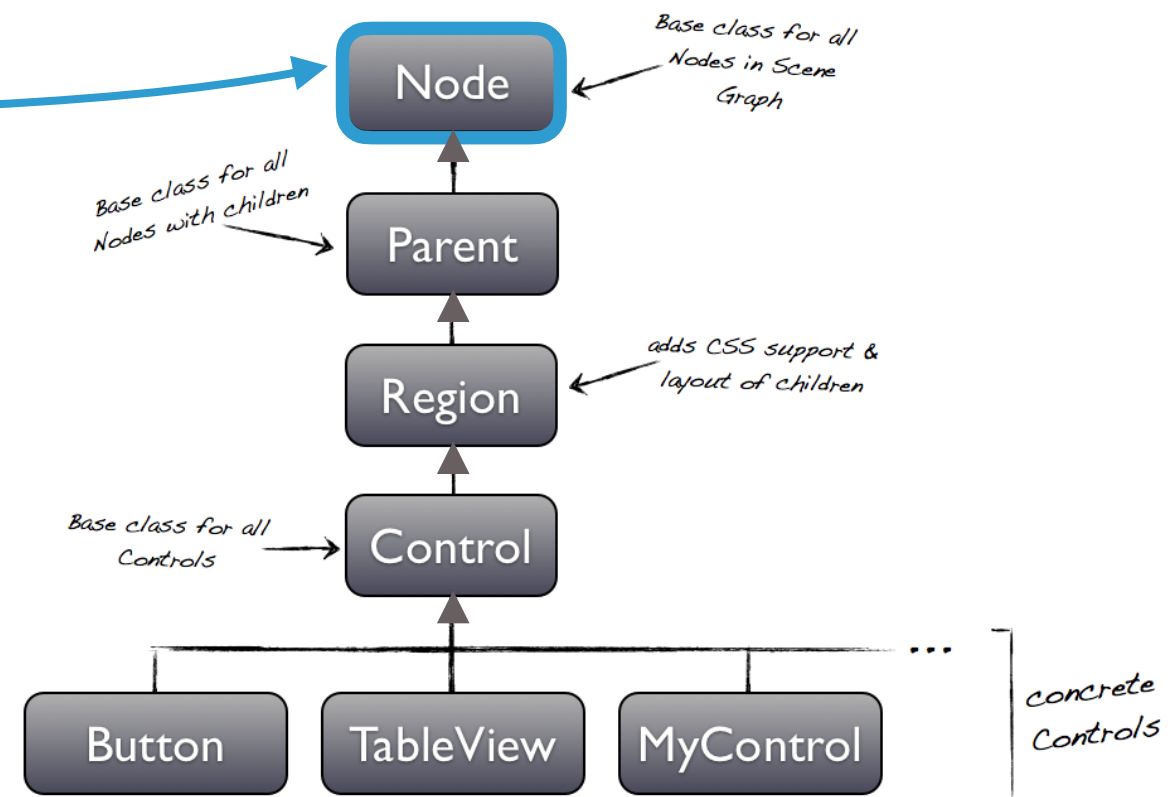 Node
Base class for all
Nodes in Scene
Graph
Base class for all
Nodes with children
Parent
adds CSS support &
layout of children
Region
Base class for all
Controls
Control
...
Button
TableView
MyControl
concrete
Controls